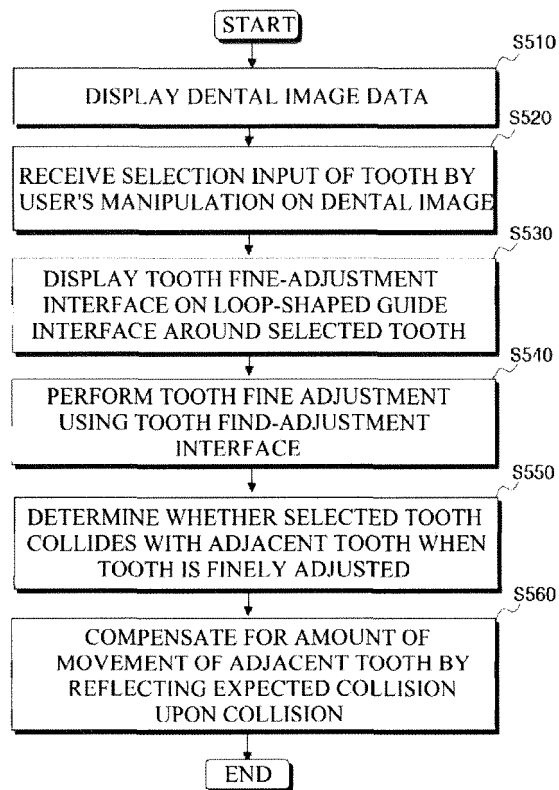 START
S510
DISPLAY DENTAL IMAGE DATA
S520
RECEIVE SELECTION INPUT OF TOOTH BY
USER'S MANIPULATION ON DENTAL IMAGE
S530
DISPLAY TOOTH FINE-ADJUSTMENT
INTERFACE ON LOOP-SHAPED GUIDE
INTERFACE AROUND SELECTED TOOTH
S540
PERFORM TOOTH FINE ADJUSTMENT
USING TOOTH FIND-ADJUSTMENT
INTERFACE
S550
DETERMINE WHETHER SELECTED TOOTH
COLLIDES WITH ADJACENT TOOTH WHEN
TOOTH IS FINELY ADJUSTED
S560
COMPENSATE FOR AMOUNT OF
MOVEMENT OF ADJACENT TOOTH BY
REFLECTING EXPECTED COLLISION
UPON COLLISION
END